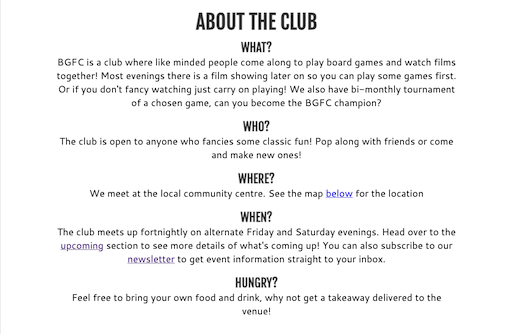 ABOUT THE CLUB
WHAT?
BGFC is a club where like minded people come along to play board games and watch films
together! Most evenings there is a film showing later on so you can play some games first.
Or if you don't fancy watching just carry on playing! We also have bi-monthly tournament
of a chosen game, can you become the BGFC champion?
WHO?
The club is open to anyone who fancies some classic fun! Pop along with friends or come
and make new ones!
WHERE?
We meet at the local community centre. See the map below for the location
WHEN?
The club meets up fortnightly on alternate Friday and Saturday evenings. Head over to the
upcoming section to see more details of what's coming up! You can also subscribe to our
newsletter to get event information straight to your inbox.
HUNGRY?
Feel free to bring your own food and drink, why not get a takeaway delivered to the
venue!